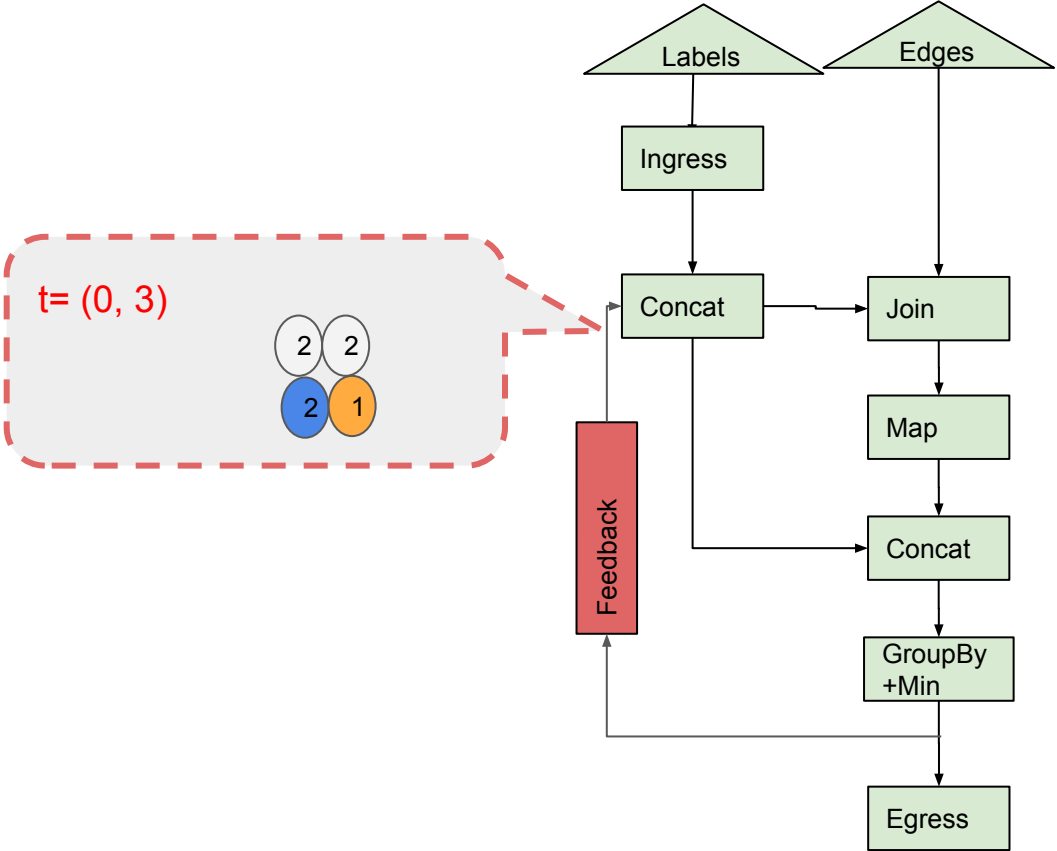 Labels
Edges
Ingress
t= (0, 3)
Concat
Join
2 2
2 1
Map
Feedback
Concat
GroupBy
+Min
Egress